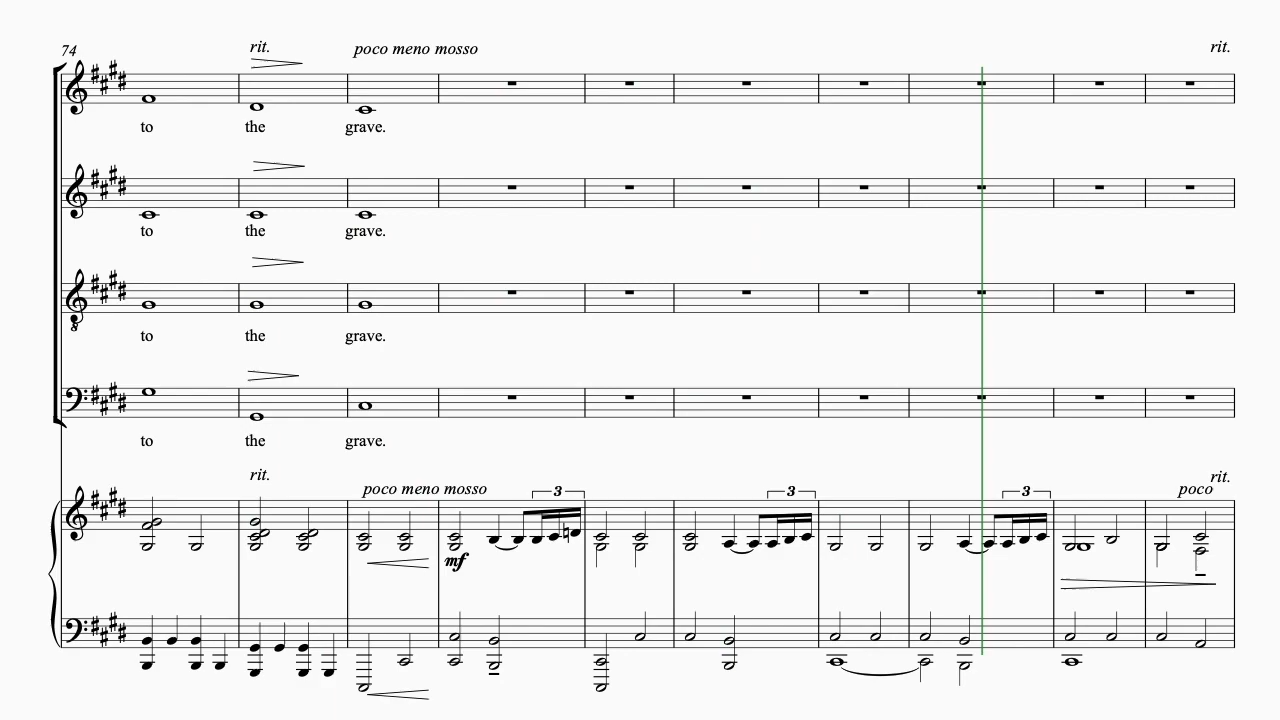 74
rit.
poco meno mosso
rit.
to the grave.
to the grave.
to the grave.
to the grave.
rit.
poco meno mosso
3
3
3
poco
rit.
mf